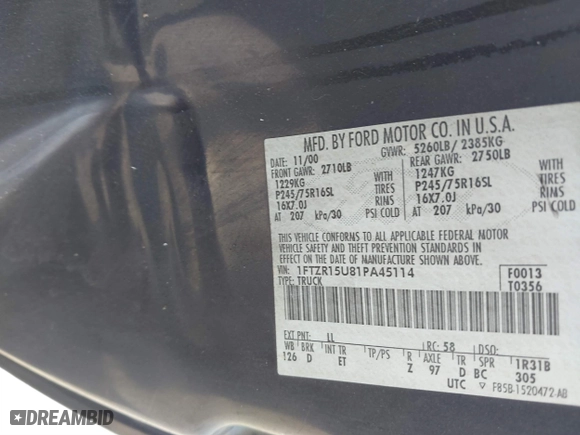 MFD. BY FORD MOTOR CO. IN U.S.A.
DATE: 11/00 GVWR: 5260LB/ 2385KG
FRONT GAWR: 2710LB REAR GAWR: 2750LB
1229KG WITH 1247KG WITH
P245/75R16SL TIRES P245/75R16SL TIRES
16X7.0J RIMS 16X7.0J RIMS
AT 207 kPa/30 PSI COLD AT 207 kPa/30 PSI COLD
THIS VEHICLE CONFORMS TO ALL APPLICABLE FEDERAL MOTOR
VEHICLE SAFETY AND THEFT PREVENTION STANDARDS IN
EFFECT ON THE DATE OF MANUFACTURE SHOWN ABOVE.
VIN: 1FTZR15U81PA45114 F0013
TYPE: TRUCK T0356
EXT PNT: LL RC: 58 DSO:
WB BRK INT TR TP/PS R AXLE TR SPR 1R31B
126 D ET Z 97 D BC 305
UTC F85B-1520472-AB
DREAMBID